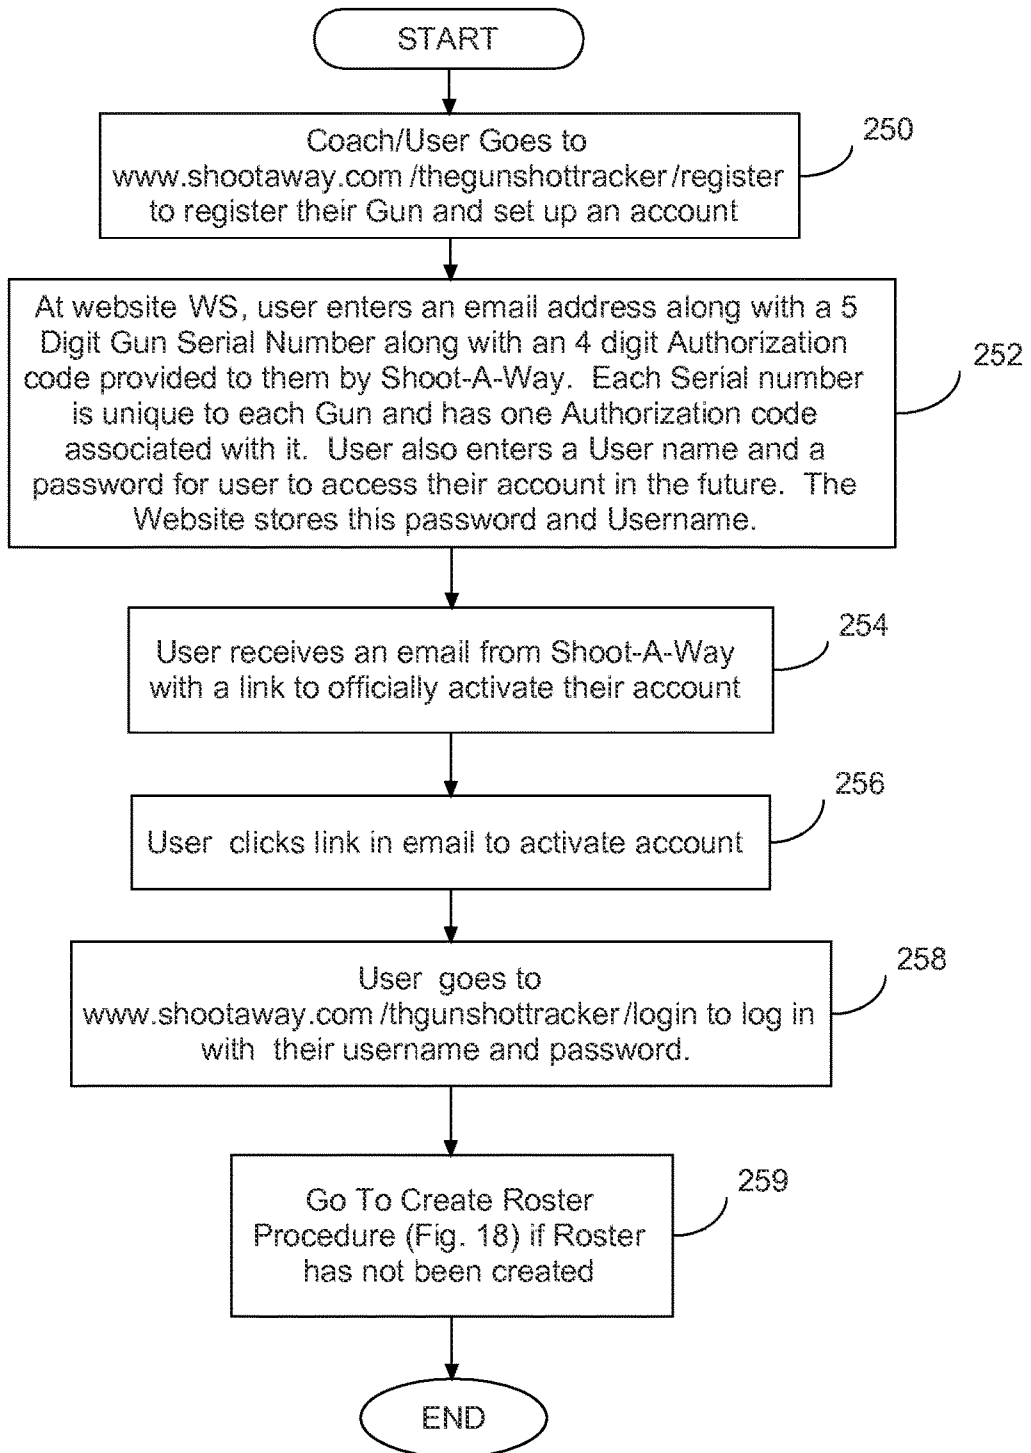 START
Coach/User Goes to
www.shootaway.com/thegunshottracker/register
to register their Gun and set up an account
250
At website WS, user enters an email address along with a 5
Digit Gun Serial Number along with an 4 digit Authorization
code provided to them by Shoot-A-Way. Each Serial number
is unique to each Gun and has one Authorization code
associated with it. User also enters a User name and a
password for user to access their account in the future. The
Website stores this password and Username.
252
User receives an email from Shoot-A-Way
with a link to officially activate their account
254
User clicks link in email to activate account
256
User goes to
www.shootaway.com/thgunshottracker/login to log in
with their username and password.
258
Go To Create Roster
Procedure (Fig. 18) if Roster
has not been created
259
END